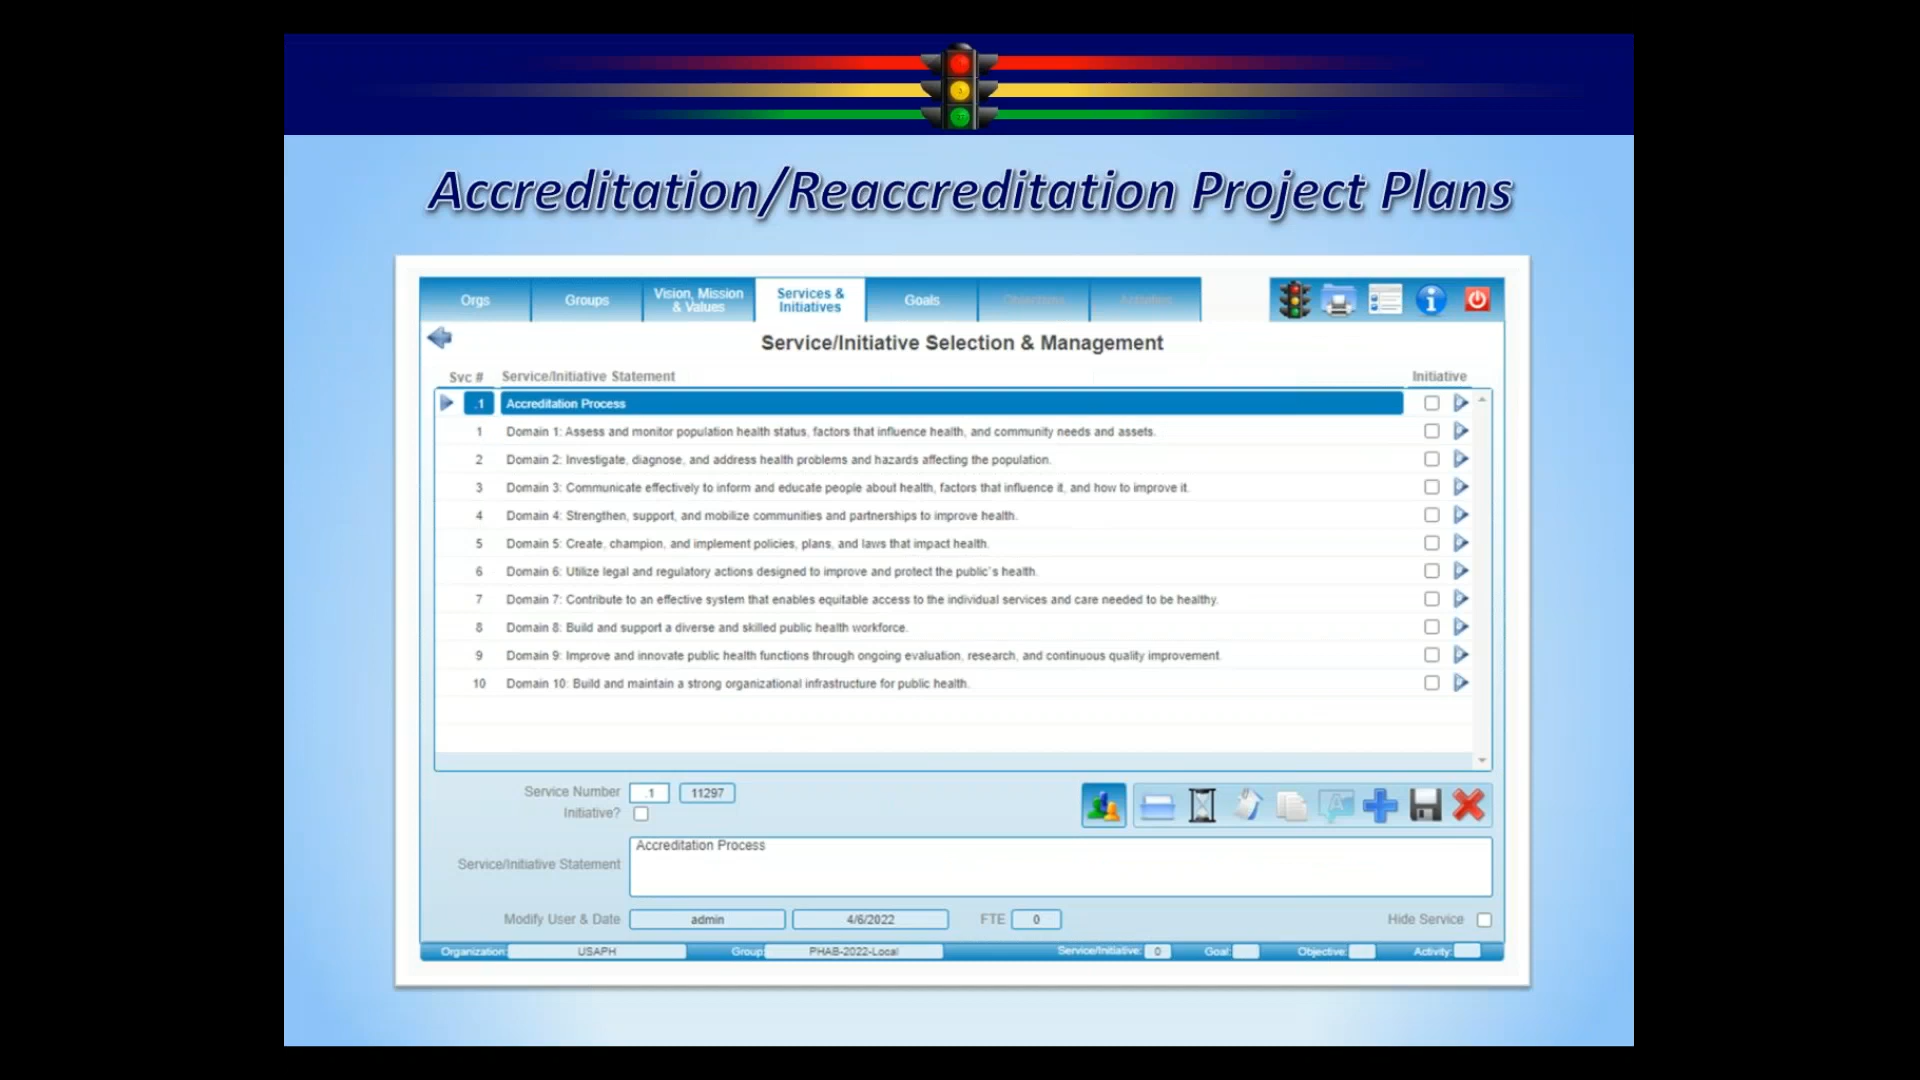 Accreditation/Reaccreditation Project Plans
Orgs
Groups
Vision, Mission
& Values
Services &
Initiatives
Goals
Objectives
Activities
Service/Initiative Selection & Management
Svc # Service/Initiative Statement Initiative
.1 Accreditation Process
1 Domain 1: Assess and monitor population health status, factors that influence health, and community needs and assets.
2 Domain 2: Investigate, diagnose, and address health problems and hazards affecting the population.
3 Domain 3: Communicate effectively to inform and educate people about health, factors that influence it, and how to improve it.
4 Domain 4: Strengthen, support, and mobilize communities and partnerships to improve health.
5 Domain 5: Create, champion, and implement policies, plans, and laws that impact health.
6 Domain 6: Utilize legal and regulatory actions designed to improve and protect the public`s health.
7 Domain 7: Contribute to an effective system that enables equitable access to the individual services and care needed to be healthy.
8 Domain 8: Build and support a diverse and skilled public health workforce.
9 Domain 9: Improve and innovate public health functions through ongoing evaluation, research, and continuous quality improvement.
10 Domain 10: Build and maintain a strong organizational infrastructure for public health.
Service Number .1 11297
Initiative?
Service/Initiative Statement
Accreditation Process
Modify User & Date admin 4/6/2022 FTE 0 Hide Service
Organization: USAPH Group: PHAB-2022-Local Service/Initiative: 0 Goal: Objective: Activity: